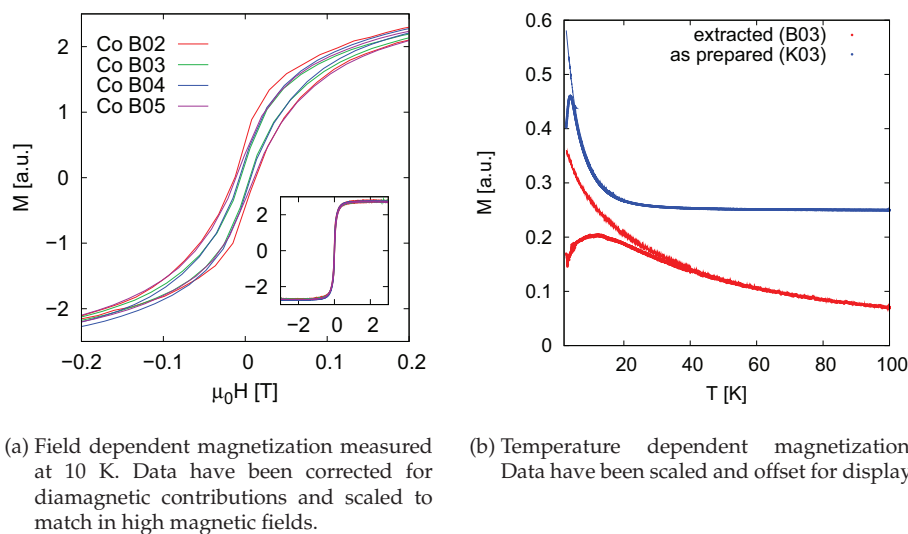 2
1
0
−1
−2
M [a.u.]
Co B02
Co B03
Co B04
Co B05
2
0
−2
−2
0
2
−0.2
−0.1
0
0.1
0.2
μ0H [T]
0.6
0.5
0.4
0.3
0.2
0.1
0
M [a.u.]
extracted (B03)
as prepared (K03)
20
40
60
80
100
T [K]
(a) Field dependent magnetization measured
at 10 K. Data have been corrected for
diamagnetic contributions and scaled to
match in high magnetic fields.
(b) Temperature dependent magnetization
Data have been scaled and offset for display